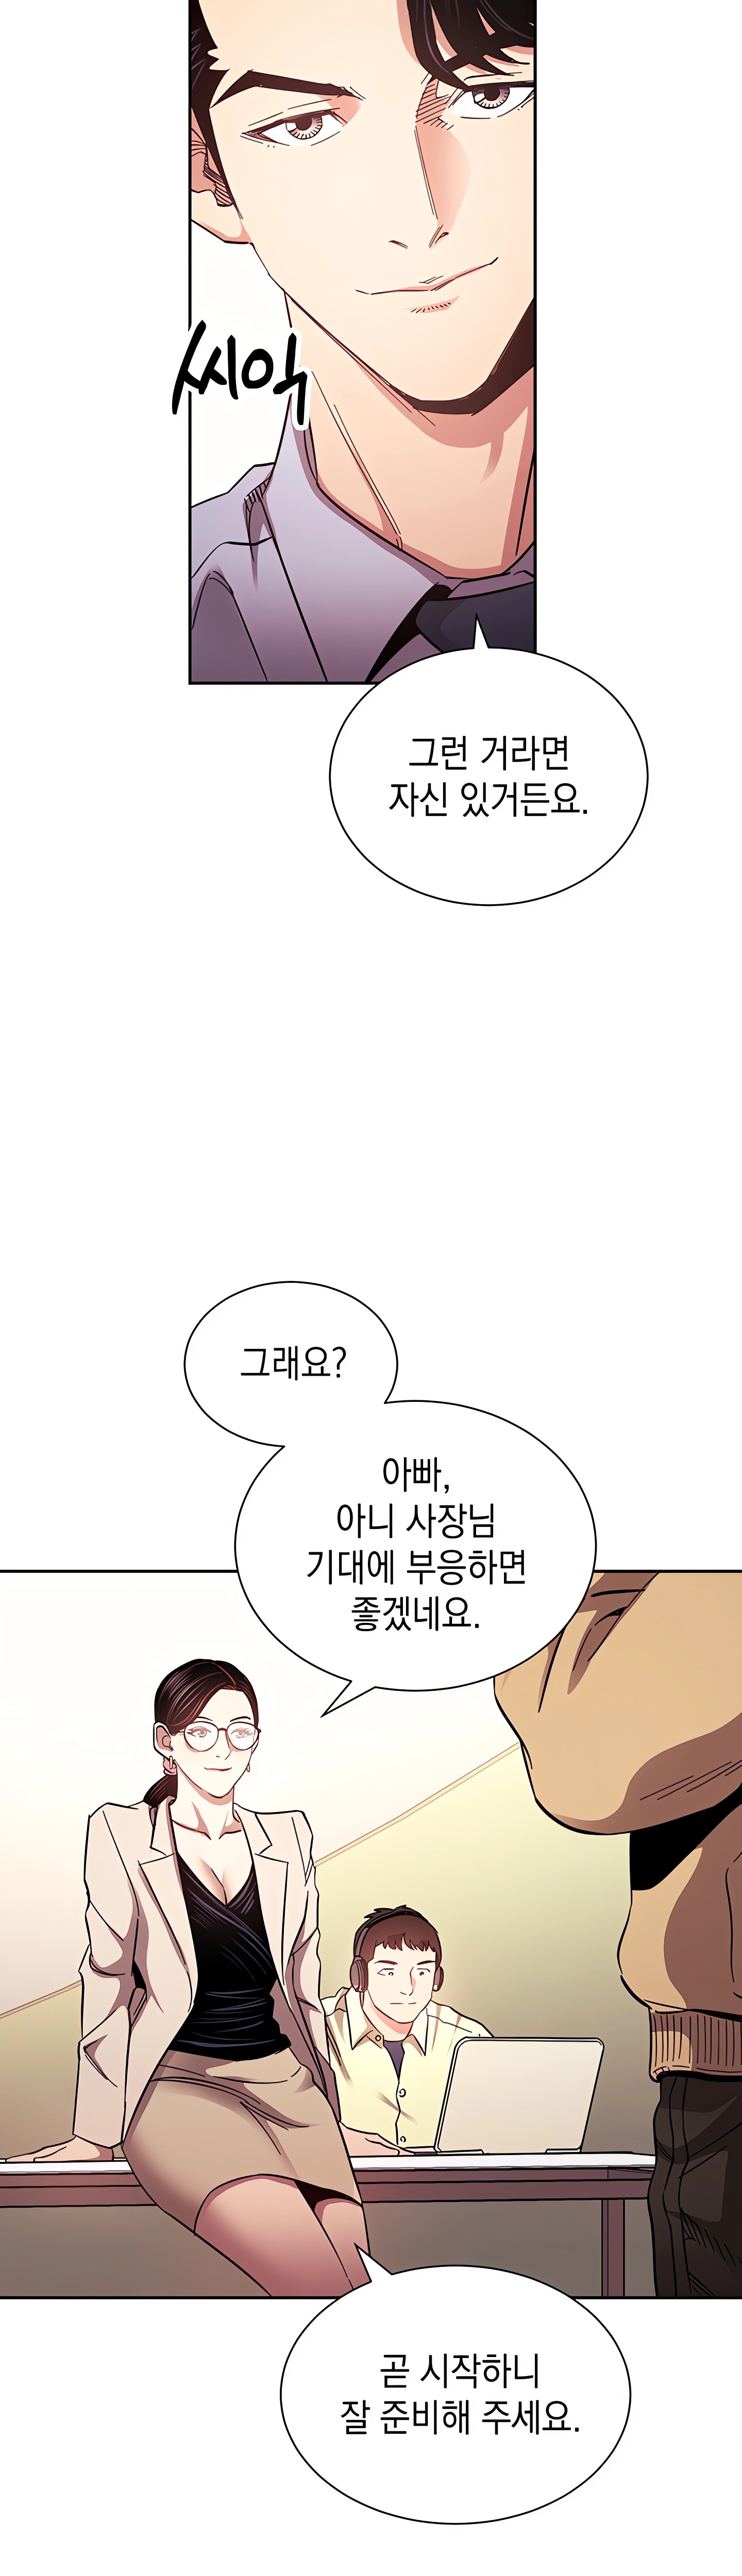 씨익
그런 거라면
자신 있거든요.
그래요?
아빠,
아니 사장님
기대에 부응하면
좋겠네요.
곧 시작하니
잘 준비해 주세요.